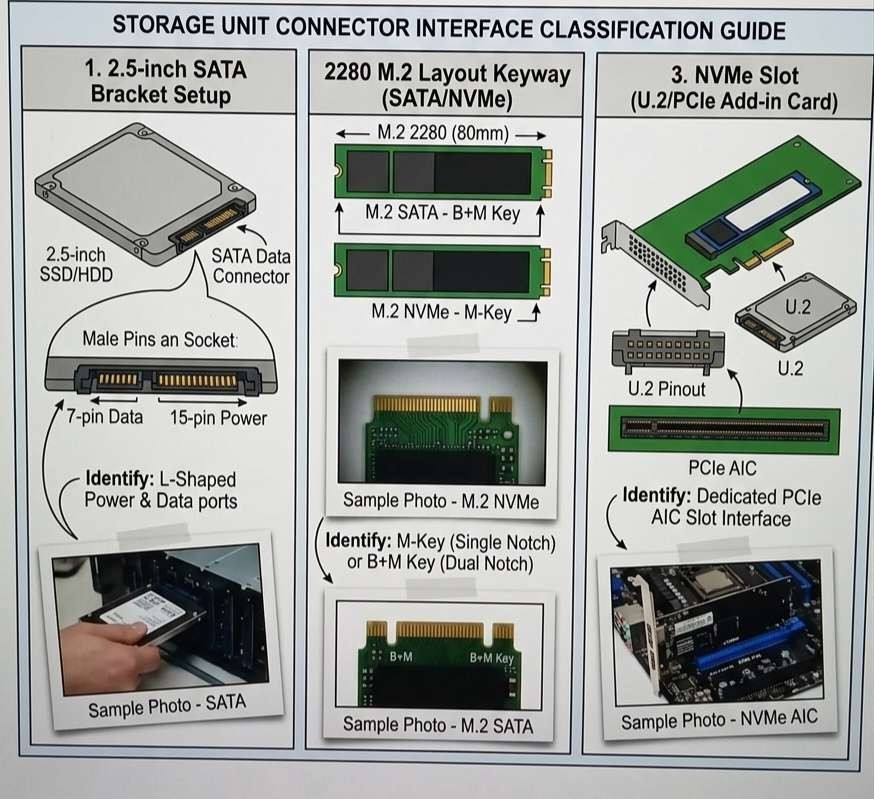 STORAGE UNIT CONNECTOR INTERFACE CLASSIFICATION GUIDE
1. 2.5-inch SATA
Bracket Setup
2.5-inch
SSD/HDD
SATA Data
Connector
Male Pins an Socket:
7-pin Data
15-pin Power
Identify: L-Shaped
Power & Data ports
Sample Photo - SATA
2280 M.2 Layout Keyway
(SATA/NVMe)
M.2 2280 (80mm)
M.2 SATA - B+M Key
M.2 NVMe - M-Key
Sample Photo - M.2 NVMe
Identify: M-Key (Single Notch)
or B+M Key (Dual Notch)
B+M
B+M Key
Sample Photo - M.2 SATA
3. NVMe Slot
(U.2/PCIe Add-in Card)
U.2
U.2
U.2 Pinout
PCIe AIC
Identify: Dedicated PCIe
AIC Slot Interface
Sample Photo - NVMe AIC